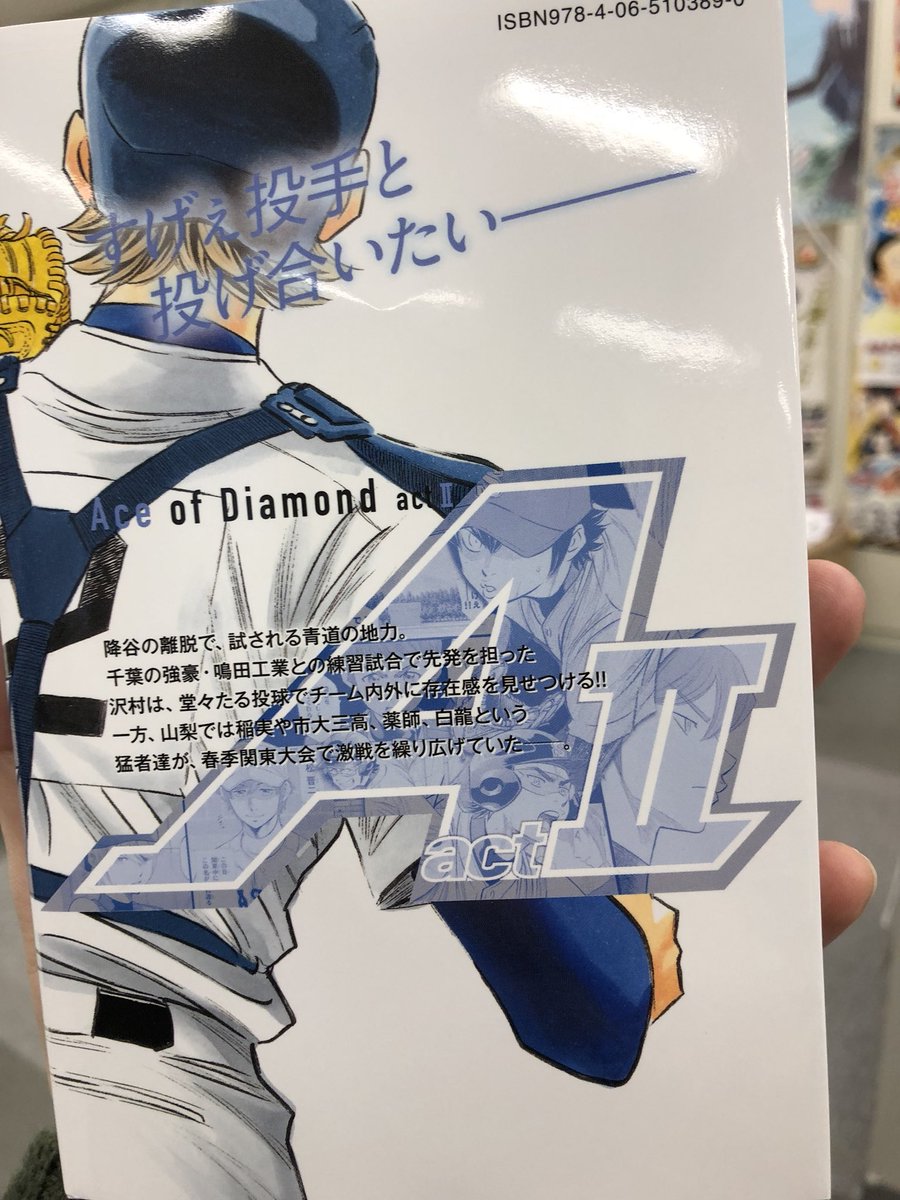 ISBN978-4-06-510389-0
すげぇ投手と
投げ合いたい――
Ace of Diamond act II
降谷の離脱で、試される青道の地力。
千葉の強豪・鳴田工業との練習試合で先発を担った
沢村は、堂々たる投球でチーム内外に存在感を見せつける!!
一方、山梨では稲実や市大三高、薬師、白龍という
猛者達が、春季関東大会で激戦を繰り広げていた――。
A II
act